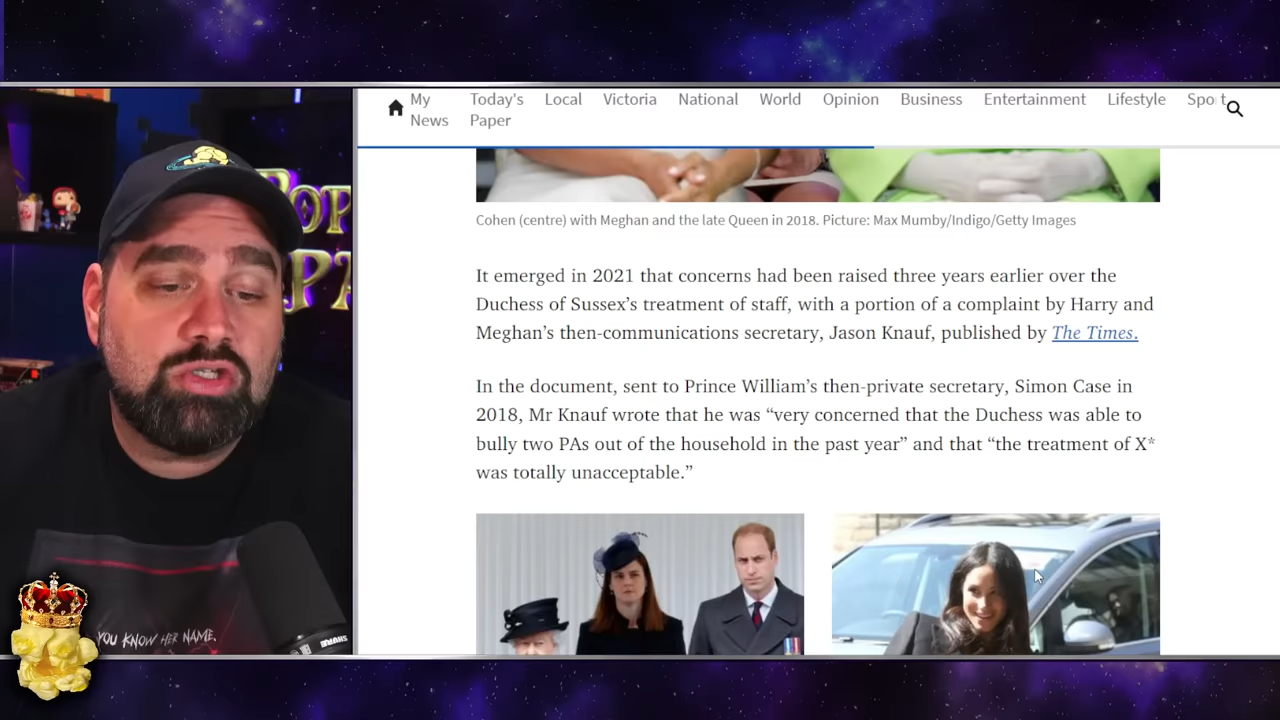 My News
Today's Paper
Local
Victoria
National
World
Opinion
Business
Entertainment
Lifestyle
Cohen (centre) with Meghan and the late Queen in 2018. Picture: Max Mumby/Indigo/Getty Images
It emerged in 2021 that concerns had been raised three years earlier over the
Duchess of Sussex’s treatment of staff, with a portion of a complaint by Harry and
Meghan’s then-communications secretary, Jason Knauf, published by The Times.
In the document, sent to Prince William’s then-private secretary, Simon Case in
2018, Mr Knauf wrote that he was “very concerned that the Duchess was able to
bully two PAs out of the household in the past year” and that “the treatment of X*
was totally unacceptable.”
YOU KNOW HER NAME.